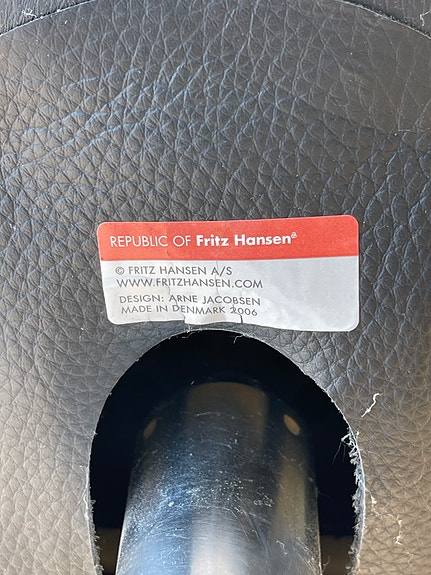 REPUBLIC OF Fritz Hansen®
© FRITZ HANSEN A/S
WWW.FRITZHANSEN.COM
DESIGN: ARNE JACOBSEN
MADE IN DENMARK 2006